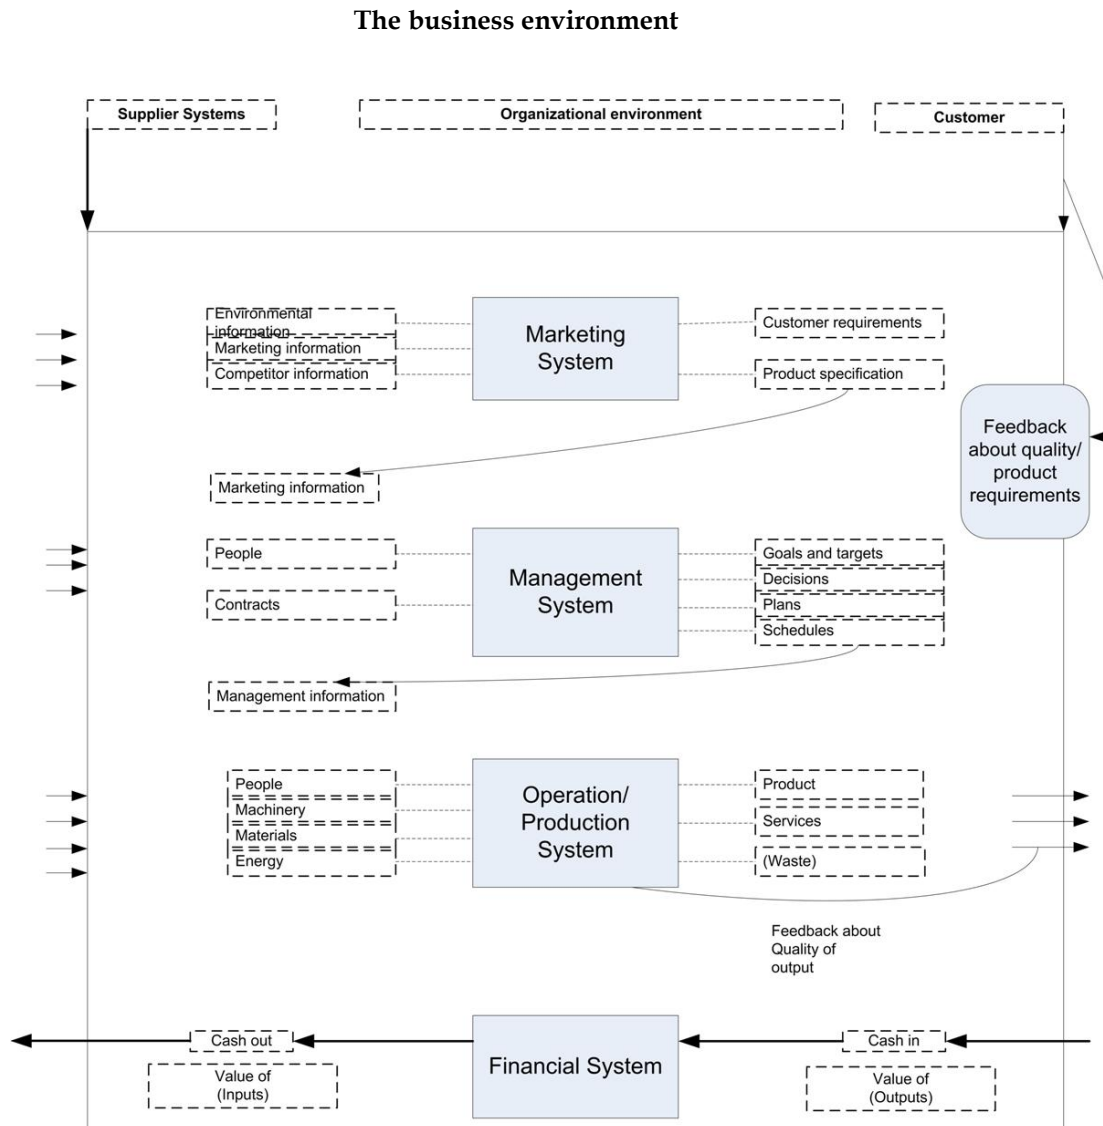 The business environment
Supplier Systems
Organizational environment
Customer
Environmental
information
Marketing information
Competitor information
Marketing
System
Customer requirements
Product specification
Feedback
about quality/
product
requirements
Marketing information
People
Contracts
Management
System
Goals and targets
Decisions
Plans
Schedules
Management information
People
Machinery
Materials
Energy
Operation/
Production
System
Product
Services
(Waste)
Feedback about
Quality of
output
Cash out
Value of
(Inputs)
Financial System
Cash in
Value of
(Outputs)